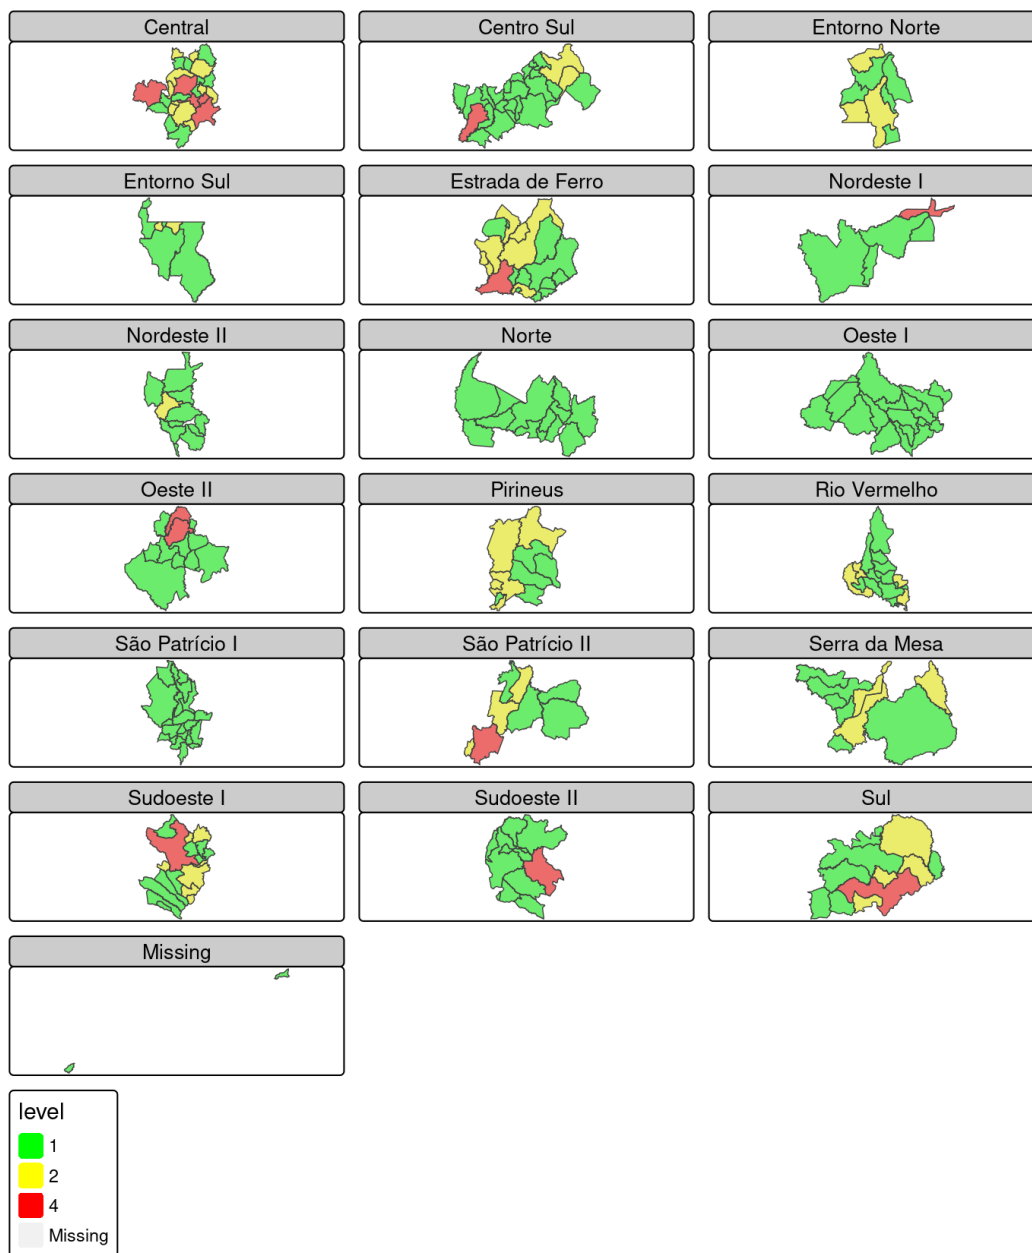 Central
Centro Sul
Entorno Norte
Entorno Sul
Estrada de Ferro
Nordeste I
Nordeste II
Norte
Oeste I
Oeste II
Pirineus
Rio Vermelho
São Patrício I
São Patrício II
Serra da Mesa
Sudoeste I
Sudoeste II
Sul
Missing
level
1
2
4
Missing